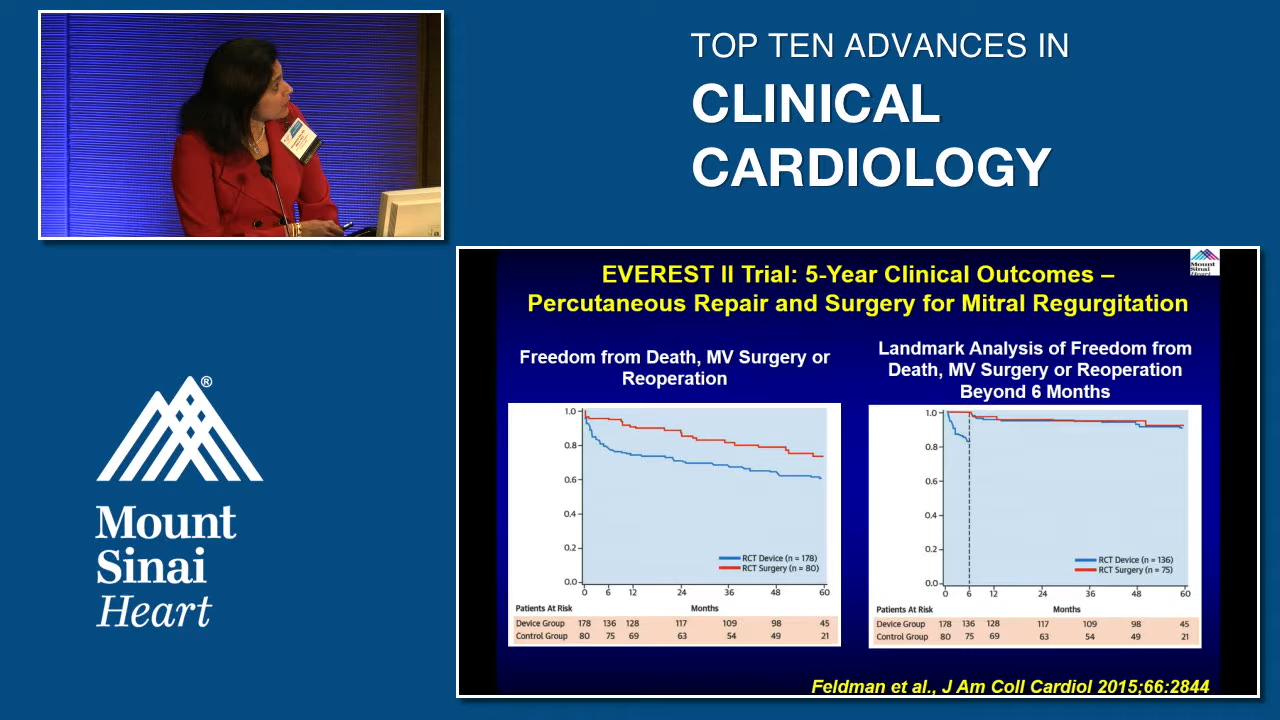 TOP TEN ADVANCES IN
CLINICAL
CARDIOLOGY
Mount
Sinai
Heart
®
Mount
Sinai
Heart
EVEREST II Trial: 5-Year Clinical Outcomes –
Percutaneous Repair and Surgery for Mitral Regurgitation
Freedom from Death, MV Surgery or
Reoperation
1.0
0.8
0.6
0.4
0.2
0.0
RCT Device (n = 178)
RCT Surgery (n = 80)
0 6 12 24 36 48 60
Patients At Risk Months
Device Group 178 136 128 117 109 98 45
Control Group 80 75 69 63 54 49 21
Landmark Analysis of Freedom from
Death, MV Surgery or Reoperation
Beyond 6 Months
1.0
0.8
0.6
0.4
0.2
0.0
RCT Device (n = 136)
RCT Surgery (n = 75)
0 6 12 24 36 48 60
Patients At Risk Months
Device Group 178 136 128 117 109 98 45
Control Group 80 75 69 63 54 49 21
Feldman et al., J Am Coll Cardiol 2015;66:2844